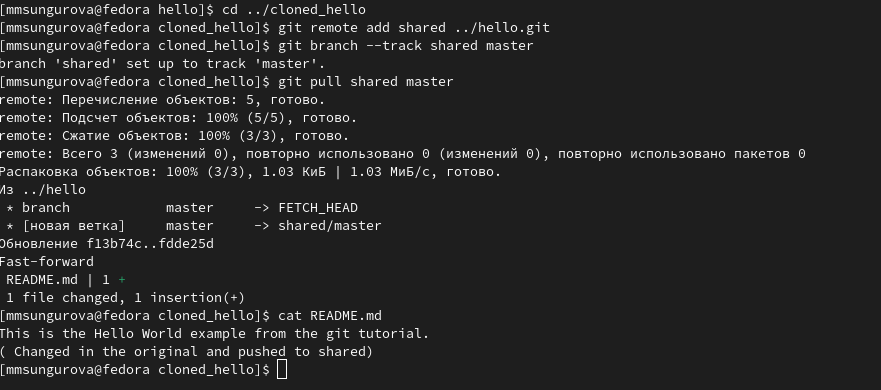 [mmsungurova@fedora hello]$ cd ../cloned_hello
[mmsungurova@fedora cloned_hello]$ git remote add shared ../hello.git
[mmsungurova@fedora cloned_hello]$ git branch --track shared master
branch 'shared' set up to track 'master'.
[mmsungurova@fedora cloned_hello]$ git pull shared master
remote: Перечисление объектов: 5, готово.
remote: Подсчет объектов: 100% (5/5), готово.
remote: Сжатие объектов: 100% (3/3), готово.
remote: Всего 3 (изменений 0), повторно использовано 0 (изменений 0), повторно использовано пакетов 0
Распаковка объектов: 100% (3/3), 1.03 КиБ | 1.03 МиБ/с, готово.
Из ../hello
 * branch            master     -> FETCH_HEAD
 * [новая ветка]     master     -> shared/master
Обновление f13b74c..fdde25d
Fast-forward
 README.md | 1 +
 1 file changed, 1 insertion(+)
[mmsungurova@fedora cloned_hello]$ cat README.md
This is the Hello World example from the git tutorial.
( Changed in the original and pushed to shared)
[mmsungurova@fedora cloned_hello]$